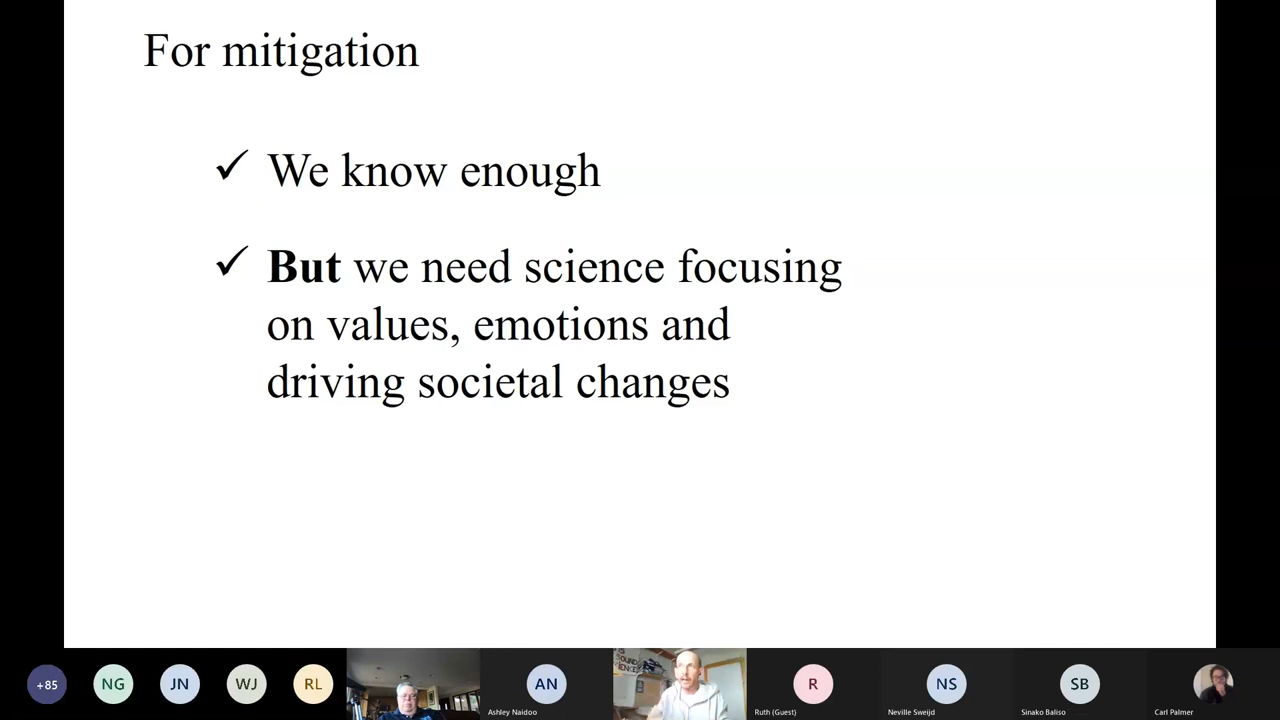 For mitigation
✓ We know enough
✓ But we need science focusing
on values, emotions and
driving societal changes
+85
NG
JN
WJ
RL
AN
Ashley Naidoo
R
Ruth (Guest)
NS
Neville Sweijd
SB
Sinako Baliso
Carl Palmer